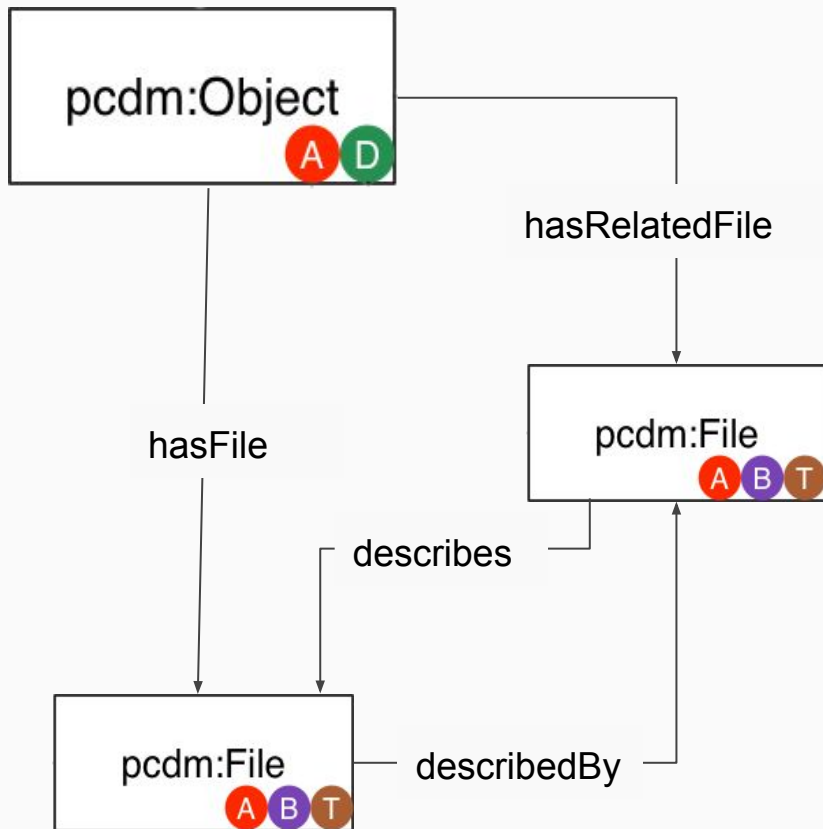 pcdm:Object
A D
hasRelatedFile
pcdm:File
A B T
hasFile
describes
pcdm:File
A B T
describedBy